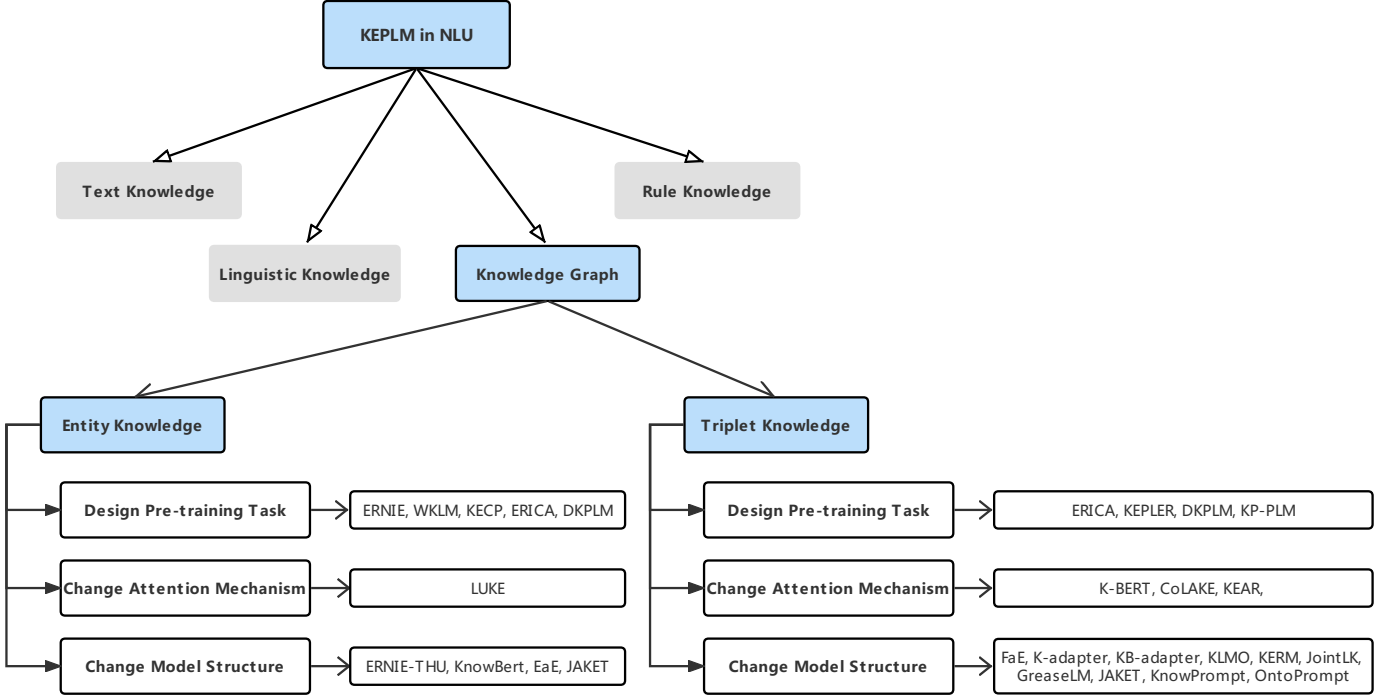 KEPLM in NLU
Text Knowledge
Rule Knowledge
Linguistic Knowledge
Knowledge Graph
Entity Knowledge
Triplet Knowledge
Design Pre-training Task
ERNIE, WKLM, KECP, ERICA, DKPLM
Design Pre-training Task
ERICA, KEPLER, DKPLM, KP-PLM
Change Attention Mechanism
LUKE
Change Attention Mechanism
K-BERT, CoLAKE, KEAR,
Change Model Structure
ERNIE-THU, KnowBert, EaE, JAKET
Change Model Structure
FaE, K-adapter, KB-adapter, KLMO, KERM, JointLK,
GreaseLM, JAKET, KnowPrompt, OntoPrompt